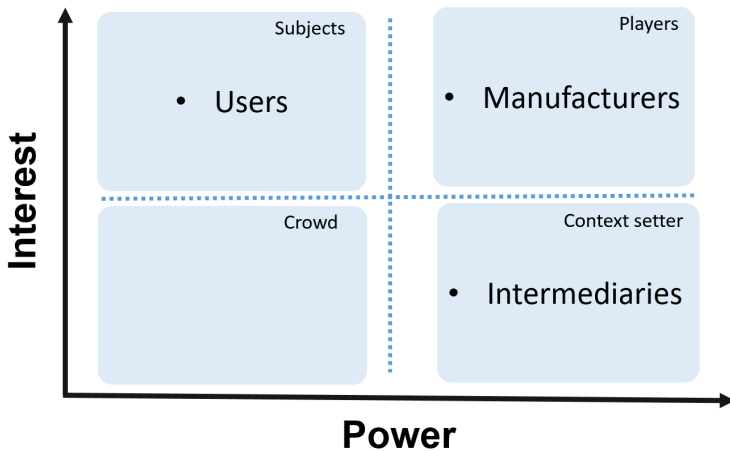 Subjects
Players
• Users
• Manufacturers
Interest
Crowd
Context setter
• Intermediaries
Power